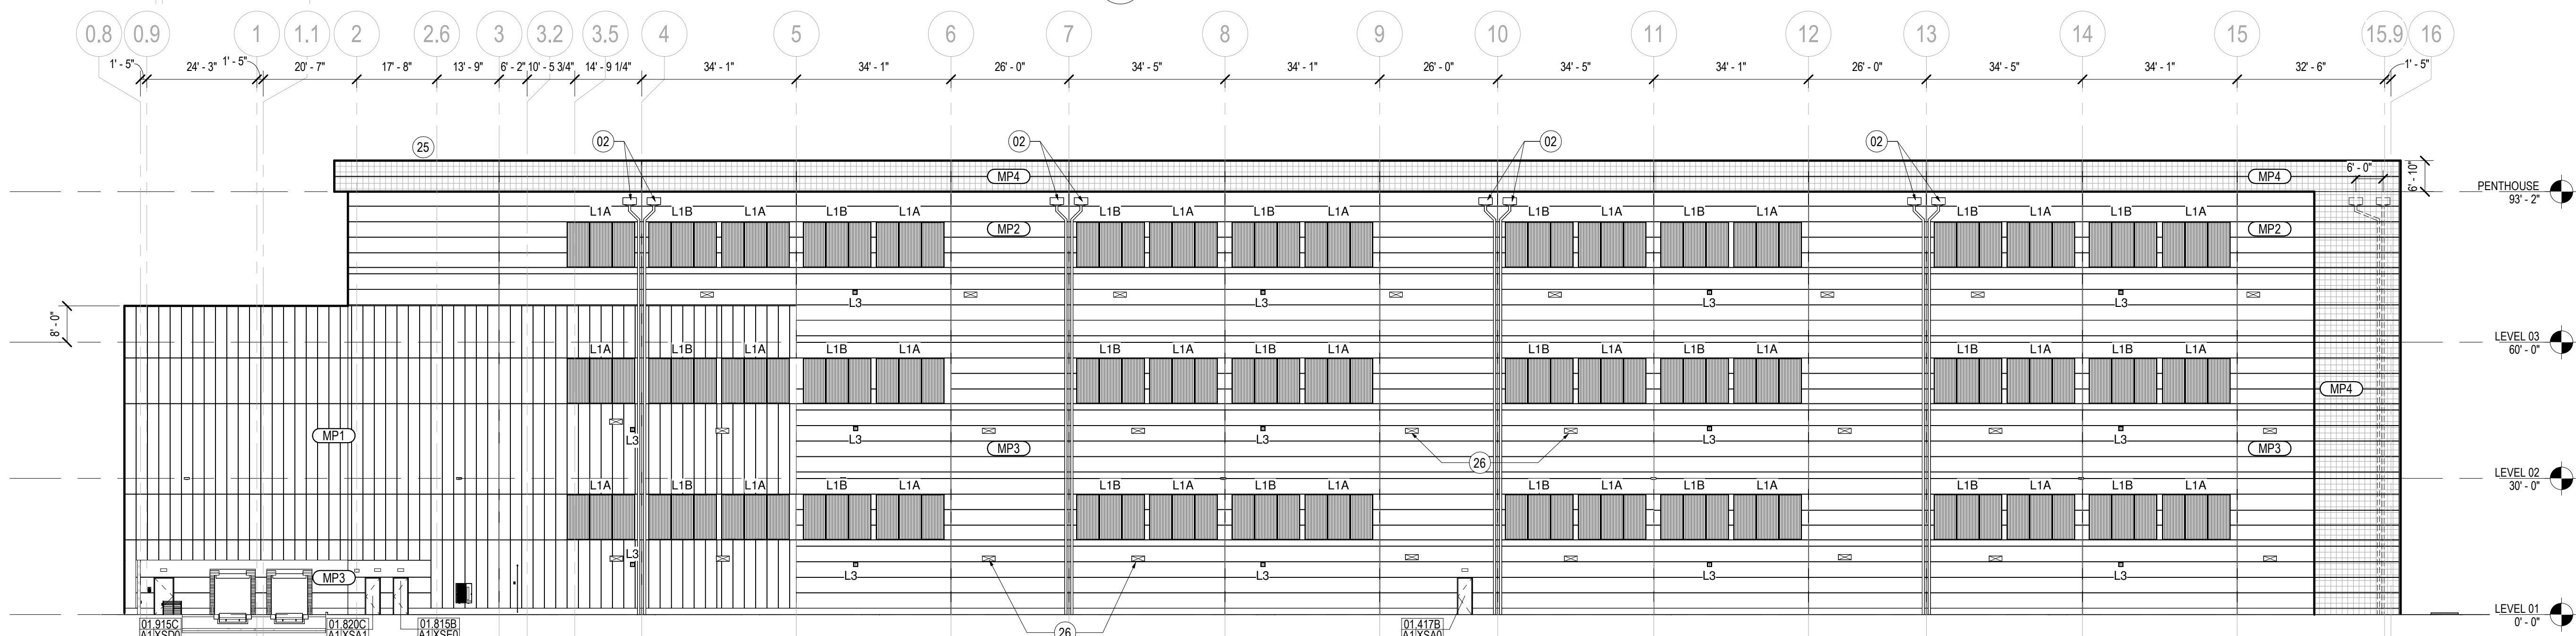 0.8 0.9 1 1.1 2 2.6 3 3.2 3.5 4 5 6 7 8 9 10 11 12 13 14 15 15.9 16
1' - 5" 24' - 3" 1' - 5" 20' - 7" 17' - 8" 13' - 9" 6' - 2" 10' - 5 3/4" 14' - 9 1/4" 34' - 1" 34' - 1" 26' - 0" 34' - 5" 34' - 1" 26' - 0" 34' - 5" 34' - 1" 26' - 0" 34' - 5" 34' - 1" 32' - 6" 1' - 5"
25 02 02 02 02
MP4 MP4 6' - 0" 6' - 10"
PENTHOUSE
93' - 2"
L1A L1B L1A L1B L1A L1B L1A L1B L1A L1B L1A L1B L1A L1B L1A L1B L1A
MP2 MP2
L3 L3 L3 L3
8' - 0"
LEVEL 03
60' - 0"
L1A L1B L1A L1B L1A L1B L1A L1B L1A L1B L1A L1B L1A L1B L1A L1B L1A
MP4
MP1 L3 L3 L3 L3 L3
MP3 MP3
26
LEVEL 02
30' - 0"
L1A L1B L1A L1B L1A L1B L1A L1B L1A L1B L1A L1B L1A L1B L1A L1B L1A
L3
MP3 L3 L3 L3 L3
LEVEL 01
0' - 0"
01.915C 01.820C 01.815B 26 01.417B
A1 XSD0 A1 XSA1 A1 XSE0 A1 XSA0